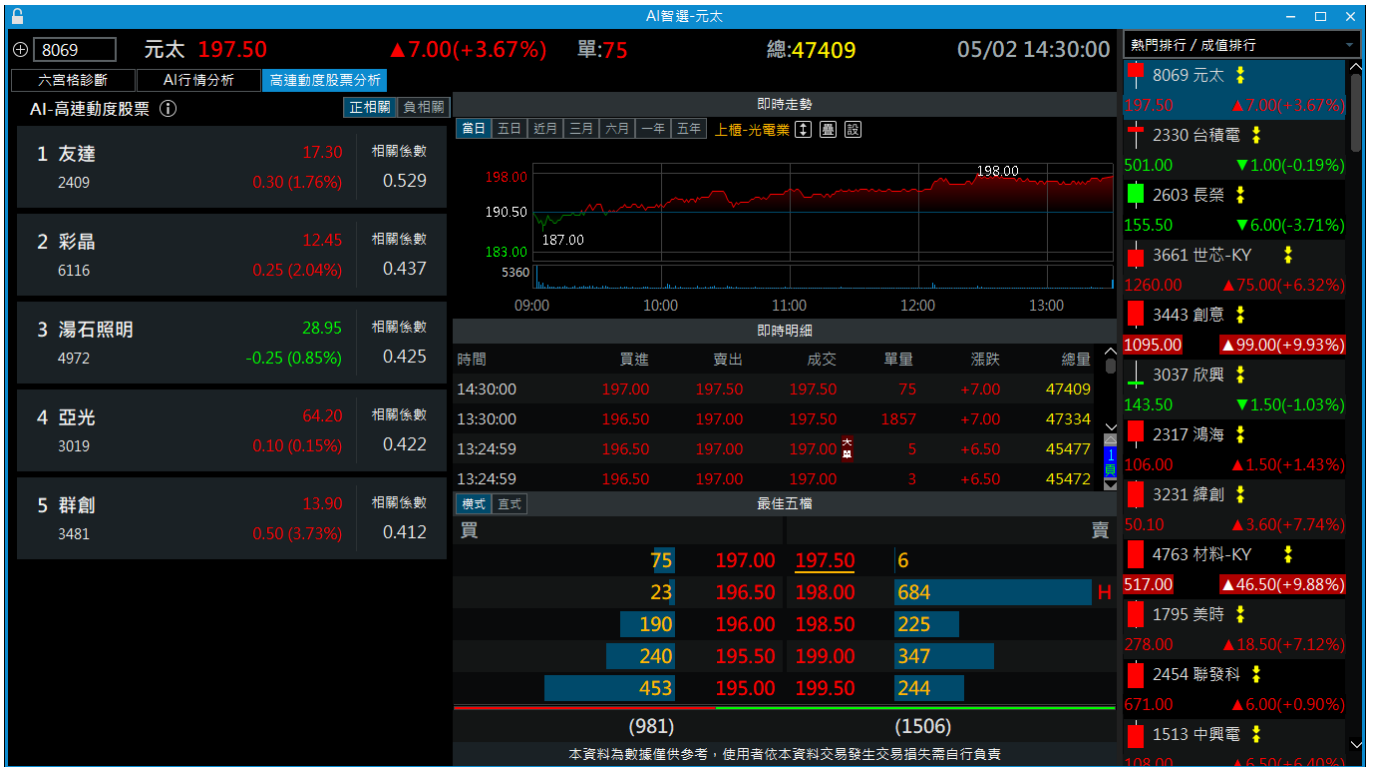 AI智選-元太
8069 元太 197.50 ▲7.00(+3.67%) 單:75 總:47409 05/02 14:30:00
六宮格診斷 AI行情分析 高連動度股票分析
AI-高連動度股票 正相關 負相關
1 友達 17.30 相關係數
2409 0.30 (1.76%) 0.529
2 彩晶 12.45 相關係數
6116 0.25 (2.04%) 0.437
3 湯石照明 28.95 相關係數
4972 -0.25 (0.85%) 0.425
4 亞光 64.20 相關係數
3019 0.10 (0.15%) 0.422
5 群創 13.90 相關係數
3481 0.50 (3.73%) 0.412
即時走勢
當日 五日 近月 三月 六月 一年 五年 上櫃-光電業 疊 設
198.00 198.00
190.50
187.00
183.00
5360
09:00 10:00 11:00 12:00 13:00
即時明細
時間 買進 賣出 成交 單量 漲跌 總量
14:30:00 197.00 197.50 197.50 75 +7.00 47409
13:30:00 196.50 197.00 197.50 1857 +7.00 47334
13:24:59 196.50 197.00 197.00 大單 5 +6.50 45477
13:24:59 196.50 197.00 197.00 3 +6.50 45472
1
頁
橫式 直式 最佳五檔
買 賣
75 197.00 197.50 6
23 196.50 198.00 684 H
190 196.00 198.50 225
240 195.50 199.00 347
453 195.00 199.50 244
(981) (1506)
本資料為數據僅供參考，使用者依本資料交易發生交易損失需自行負責
熱門排行 / 成值排行
8069 元太
197.50 ▲7.00(+3.67%)
2330 台積電
501.00 ▼1.00(-0.19%)
2603 長榮
155.50 ▼6.00(-3.71%)
3661 世芯-KY
1260.00 ▲75.00(+6.32%)
3443 創意
1095.00 ▲99.00(+9.93%)
3037 欣興
143.50 ▼1.50(-1.03%)
2317 鴻海
106.00 ▲1.50(+1.43%)
3231 緯創
50.10 ▲3.60(+7.74%)
4763 材料-KY
517.00 ▲46.50(+9.88%)
1795 美時
278.00 ▲18.50(+7.12%)
2454 聯發科
671.00 ▲6.00(+0.90%)
1513 中興電
108.00 ▲6.50(+6.40%)